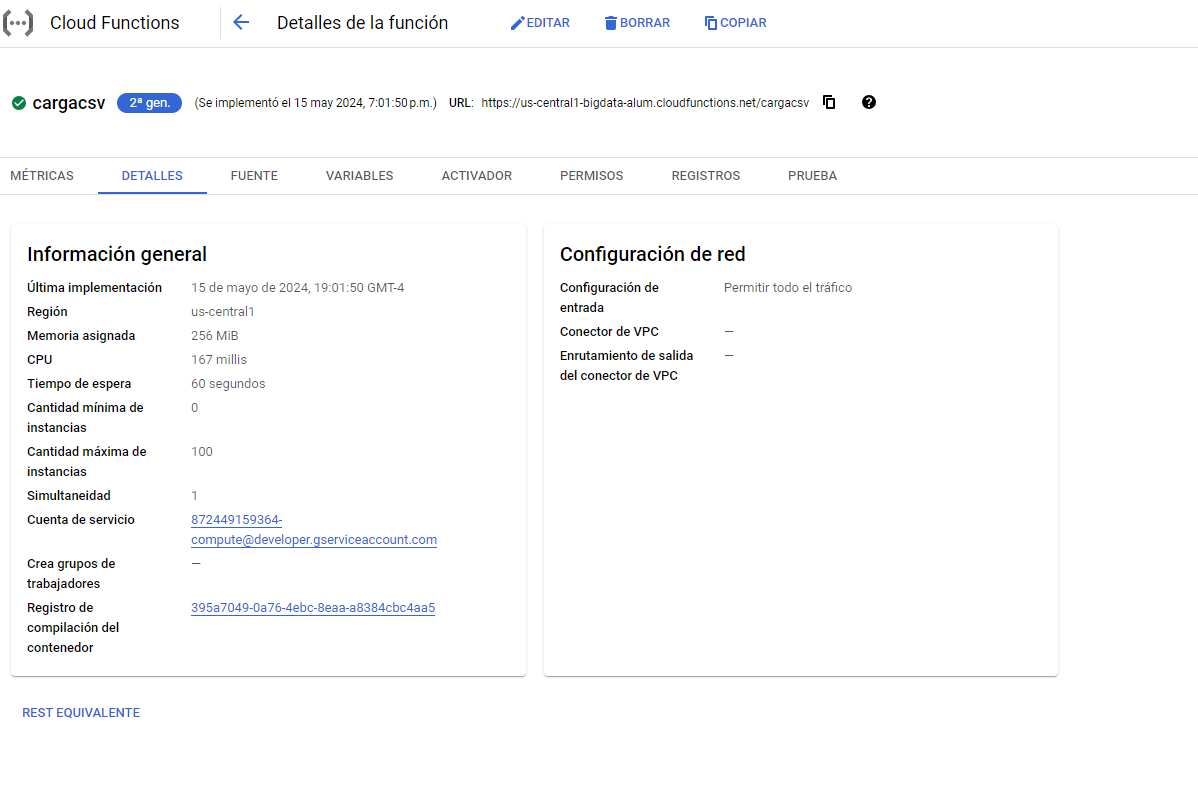 Cloud Functions
Detalles de la función
EDITAR
BORRAR
COPIAR
cargacsv
2ª gen.
(Se implementó el 15 may 2024, 7:01:50 p.m.)
URL: https://us-central1-bigdata-alum.cloudfunctions.net/cargacsv
MÉTRICAS
DETALLES
FUENTE
VARIABLES
ACTIVADOR
PERMISOS
REGISTROS
PRUEBA
Información general
Última implementación
15 de mayo de 2024, 19:01:50 GMT-4
Región
us-central1
Memoria asignada
256 MiB
CPU
167 millis
Tiempo de espera
60 segundos
Cantidad mínima de
instancias
0
Cantidad máxima de
instancias
100
Simultaneidad
1
Cuenta de servicio
872449159364-
compute@developer.gserviceaccount.com
Crea grupos de
trabajadores
—
Registro de
compilación del
contenedor
395a7049-0a76-4ebc-8eaa-a8384cbc4aa5
Configuración de red
Configuración de
entrada
Permitir todo el tráfico
Conector de VPC
—
Enrutamiento de salida
del conector de VPC
—
REST EQUIVALENTE